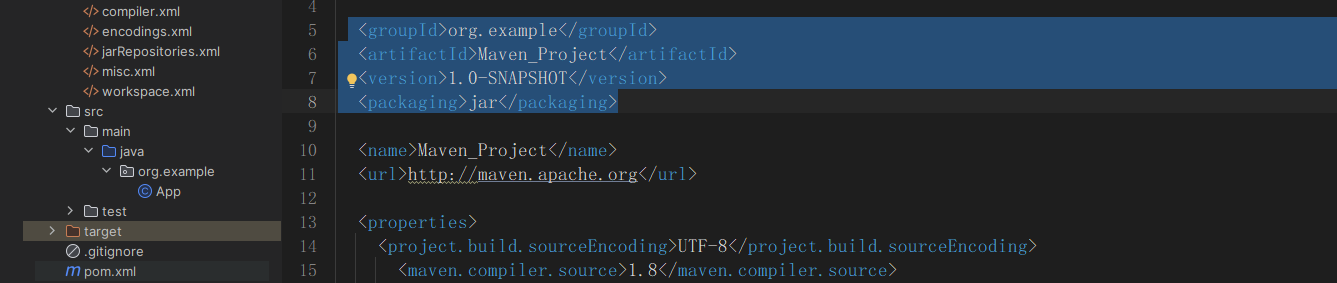 compiler.xml
encodings.xml
jarRepositories.xml
misc.xml
workspace.xml
src
main
java
org.example
App
test
target
.gitignore
pom.xml
4
5 <groupId>org.example</groupId>
6 <artifactId>Maven_Project</artifactId>
7 <version>1.0-SNAPSHOT</version>
8 <packaging>jar</packaging>
9
10 <name>Maven_Project</name>
11 <url>http://maven.apache.org</url>
12
13 <properties>
14 <project.build.sourceEncoding>UTF-8</project.build.sourceEncoding>
15 <maven.compiler.source>1.8</maven.compiler.source>